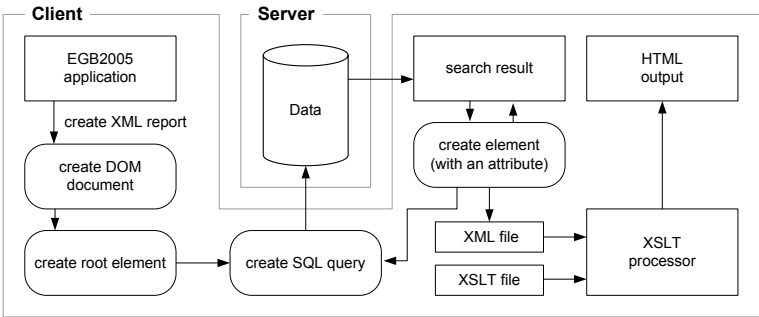 Client
Server
EGB2005
application
create XML report
create DOM
document
create root element
Data
create SQL query
search result
create element
(with an attribute)
XML file
XSLT file
HTML
output
XSLT
processor